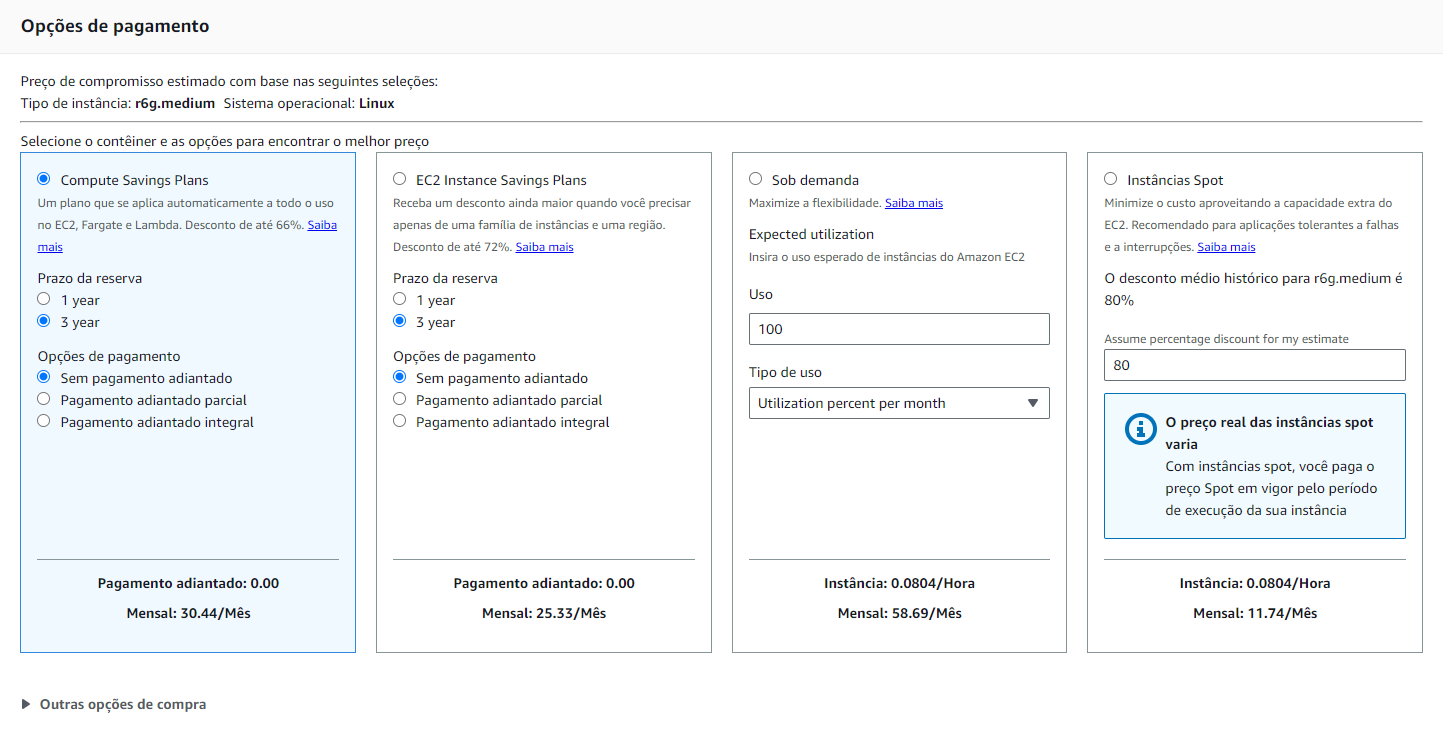 Opções de pagamento
Preço de compromisso estimado com base nas seguintes seleções:
Tipo de instância: r6g.medium Sistema operacional: Linux
Selecione o contêiner e as opções para encontrar o melhor preço
Compute Savings Plans
Um plano que se aplica automaticamente a todo o uso
no EC2, Fargate e Lambda. Desconto de até 66%. Saiba
mais
Prazo da reserva
1 year
3 year
Opções de pagamento
Sem pagamento adiantado
Pagamento adiantado parcial
Pagamento adiantado integral
Pagamento adiantado: 0.00
Mensal: 30.44/Mês
EC2 Instance Savings Plans
Receba um desconto ainda maior quando você precisar
apenas de uma família de instâncias e uma região.
Desconto de até 72%. Saiba mais
Prazo da reserva
1 year
3 year
Opções de pagamento
Sem pagamento adiantado
Pagamento adiantado parcial
Pagamento adiantado integral
Pagamento adiantado: 0.00
Mensal: 25.33/Mês
Sob demanda
Maximize a flexibilidade. Saiba mais
Expected utilization
Insira o uso esperado de instâncias do Amazon EC2
Uso
100
Tipo de uso
Utilization percent per month
Instância: 0.0804/Hora
Mensal: 58.69/Mês
Instâncias Spot
Minimize o custo aproveitando a capacidade extra do
EC2. Recomendado para aplicações tolerantes a falhas
e a interrupções. Saiba mais
O desconto médio histórico para r6g.medium é
80%
Assume percentage discount for my estimate
80
O preço real das instâncias spot
varia
Com instâncias spot, você paga o
preço Spot em vigor pelo período
de execução da sua instância
Instância: 0.0804/Hora
Mensal: 11.74/Mês
Outras opções de compra